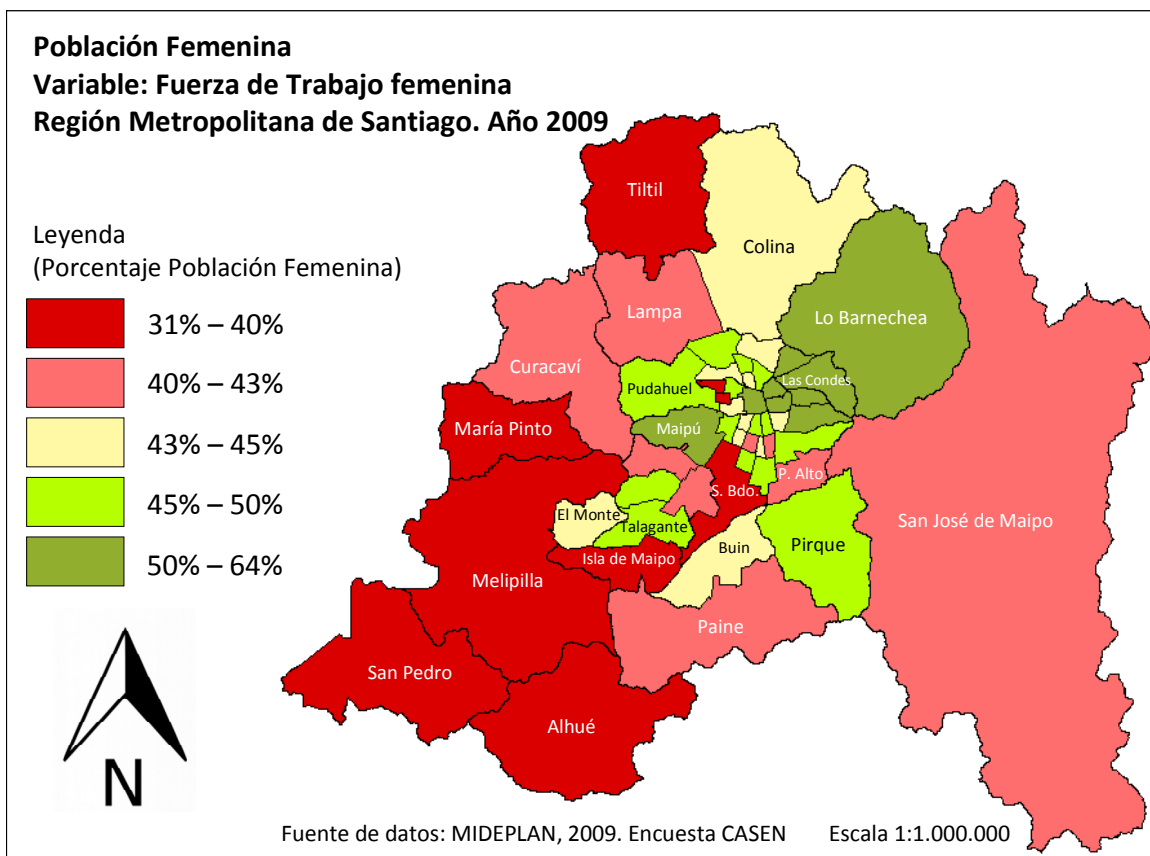 Población Femenina
Variable: Fuerza de Trabajo femenina
Región Metropolitana de Santiago. Año 2009
Leyenda
(Porcentaje Población Femenina)
31% – 40%
40% – 43%
43% – 45%
45% – 50%
50% – 64%
N
Tiltil
Colina
Lampa
Lo Barnechea
Curacaví
Las Condes
Pudahuel
María Pinto
Maipú
P. Alto
S. Bdo.
El Monte
Talagante
San José de Maipo
Buin
Pirque
Isla de Maipo
Melipilla
Paine
San Pedro
Alhué
Fuente de datos: MIDEPLAN, 2009. Encuesta CASEN Escala 1:1.000.000